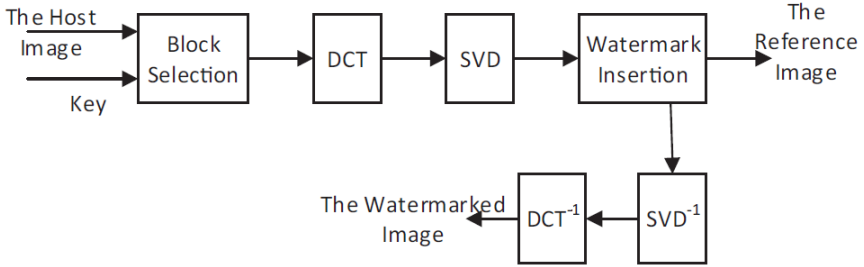 The Host
Image
Key
Block
Selection
DCT
SVD
Watermark
Insertion
The
Reference
Image
The Watermarked
Image
DCT-1
SVD-1